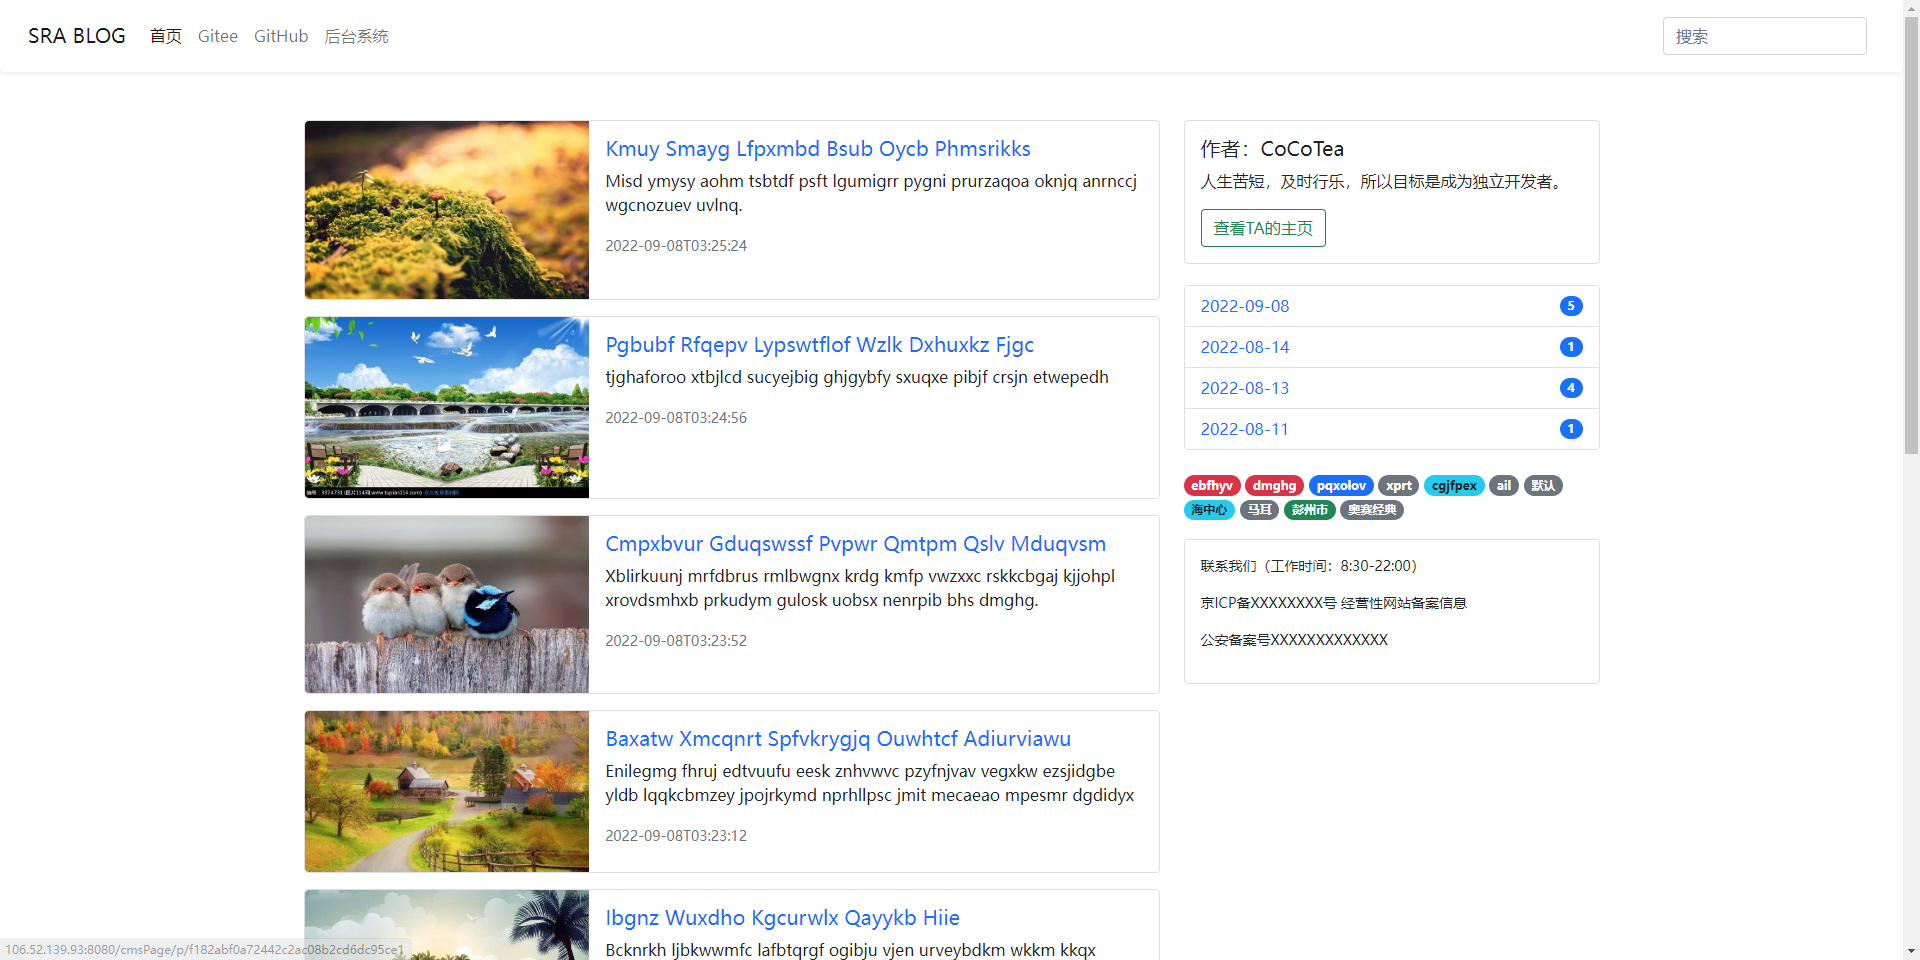 SRA BLOG 首页 Gitee GitHub 后台系统 搜索
Kmuy Smayg Lfpxmbd Bsub Oycb Phmsrikks
Misd ymysy aohm tsbtdf psft lgumigrr pygni prurzaqoa oknjq anrnccj
wgcnozuev uvlnq.
2022-09-08T03:25:24
Pgbubf Rfqepv Lypswtflof Wzlk Dxhuxkz Fjgc
tjghaforoo xtbjlcd sucyejbig ghjgybfy sxuqxe pibjf crsjn etwepedh
2022-09-08T03:24:56
Cmpxbvur Gduqswssf Pvpwr Qmtpm Qslv Mduqvsm
Xblirkuunj mrfdbrus rmlbwgnx krdg kmfp vwzxxc rskkcbgaj kjjohpl
xrovdsmhxb prkudym gulosk uobsx nenrpib bhs dmghg.
2022-09-08T03:23:52
Baxatw Xmcqnrt Spfvkrygjq Ouwhtcf Adiurviawu
Enilegmg fhruj edtvuufu eesk znhvwvc pzyfnjvav vegxkw ezsjidgbe
yldb lqqkcbmzey jpojrkymd nprhllpsc jmit mecaeao mpesmr dgdidyx
2022-09-08T03:23:12
Ibgnz Wuxdho Kgcurwlx Qayykb Hiie
Bcknrkh ljbkwwmfc lafbtqrgf ogibju vjen urveybdkm wkkm kkqx
作者：CoCoTea
人生苦短，及时行乐，所以目标是成为独立开发者。
查看TA的主页
2022-09-08 5
2022-08-14 1
2022-08-13 4
2022-08-11 1
ebfhyv dmghg pqxolov xprt cgjfpex ail 默认
海中心 马耳 彭州市 奥赛经典
联系我们（工作时间：8:30-22:00）
京ICP备XXXXXXXX号 经营性网站备案信息
公安备案号XXXXXXXXXXXXX
106.52.139.93:8080/cmsPage/p/f182abf0a72442c2ac08b2cd6dc95ce1